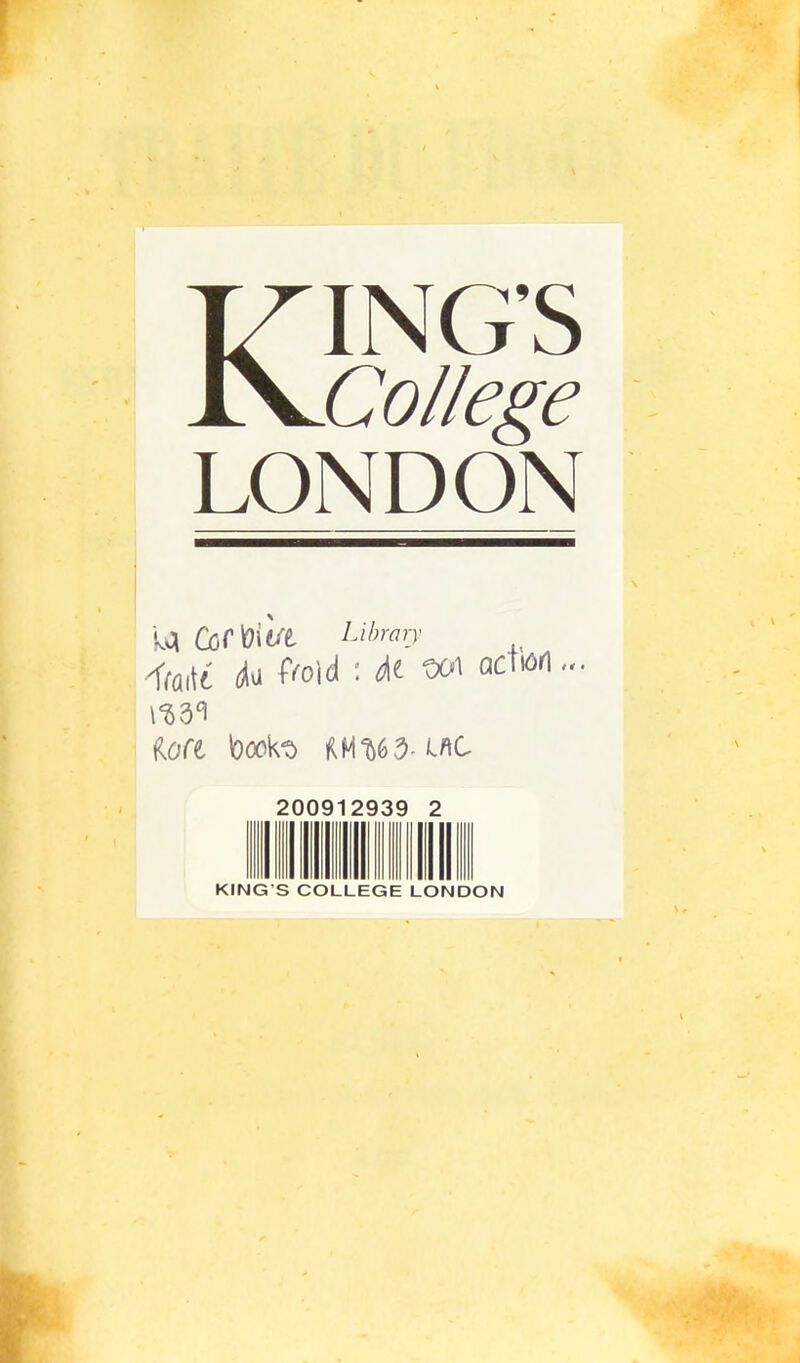 KING'S
College
LONDON
Library
La Corbière
Traité du froid : de son action...
1839
Rare books RM863. LAC
200912939 2
KING'S COLLEGE LONDON